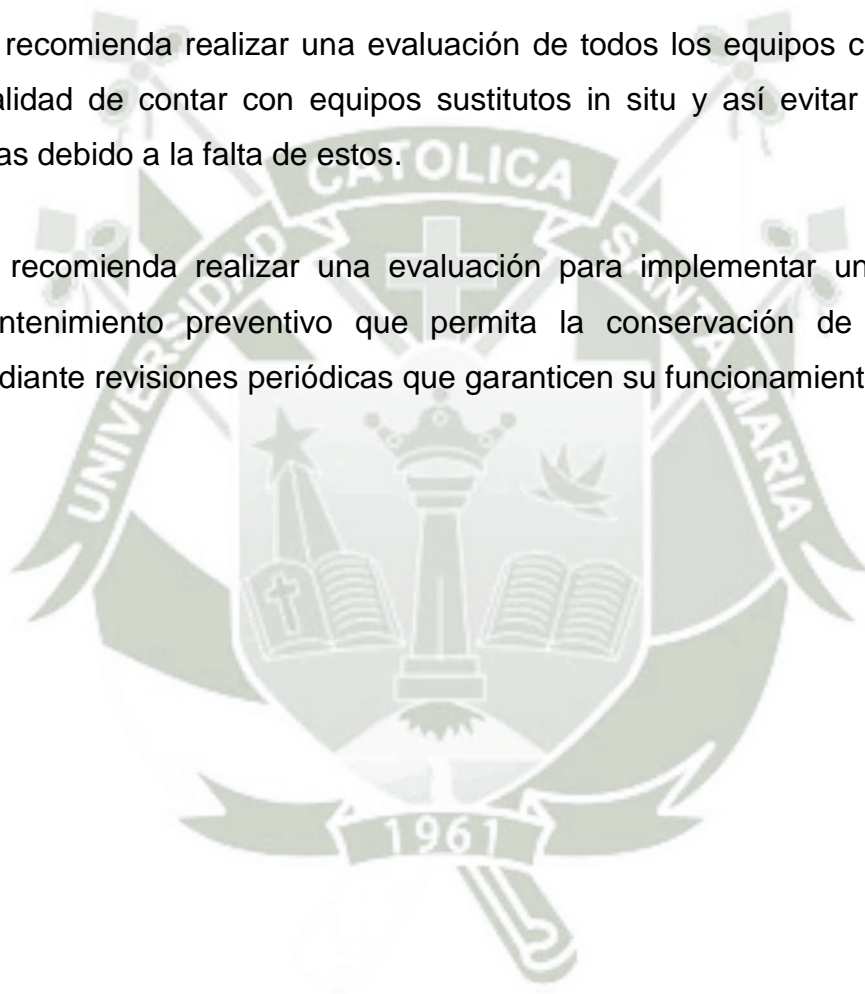 recomienda realizar una evaluación de todos los equipos c
alidad de contar con equipos sustitutos in situ y así evitar
as debido a la falta de estos.
recomienda realizar una evaluación para implementar un
ntenimiento preventivo que permita la conservación de
diante revisiones periódicas que garanticen su funcionamient
UNIVERSIDAD CATOLICA SANTA MARIA
1961